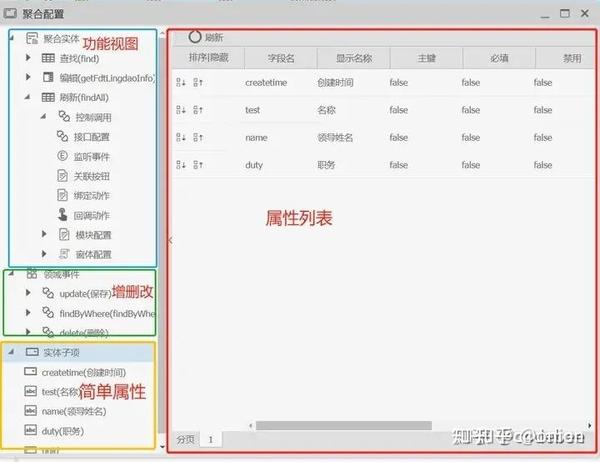 聚合配置
聚合实体
功能视图
查找(find)
编辑(getFdtLingdaoInfo)
刷新(findAll)
控制调用
接口配置
监听事件
关联按钮
绑定动作
回调动作
模块配置
窗体配置
领域事件
update(保存)
增删改
findByWhere(findByWhe
delete(删除)
实体子项
createtime(创建时间)
test(名称)
简单属性
name(领导姓名)
duty(职务)
刷新
排序|隐藏 字段名 显示名称 主键 必填 禁用
createtime 创建时间 false false false
test 名称 false false false
name 领导姓名 false false false
duty 职务 false false false
属性列表
分页 1
知乎